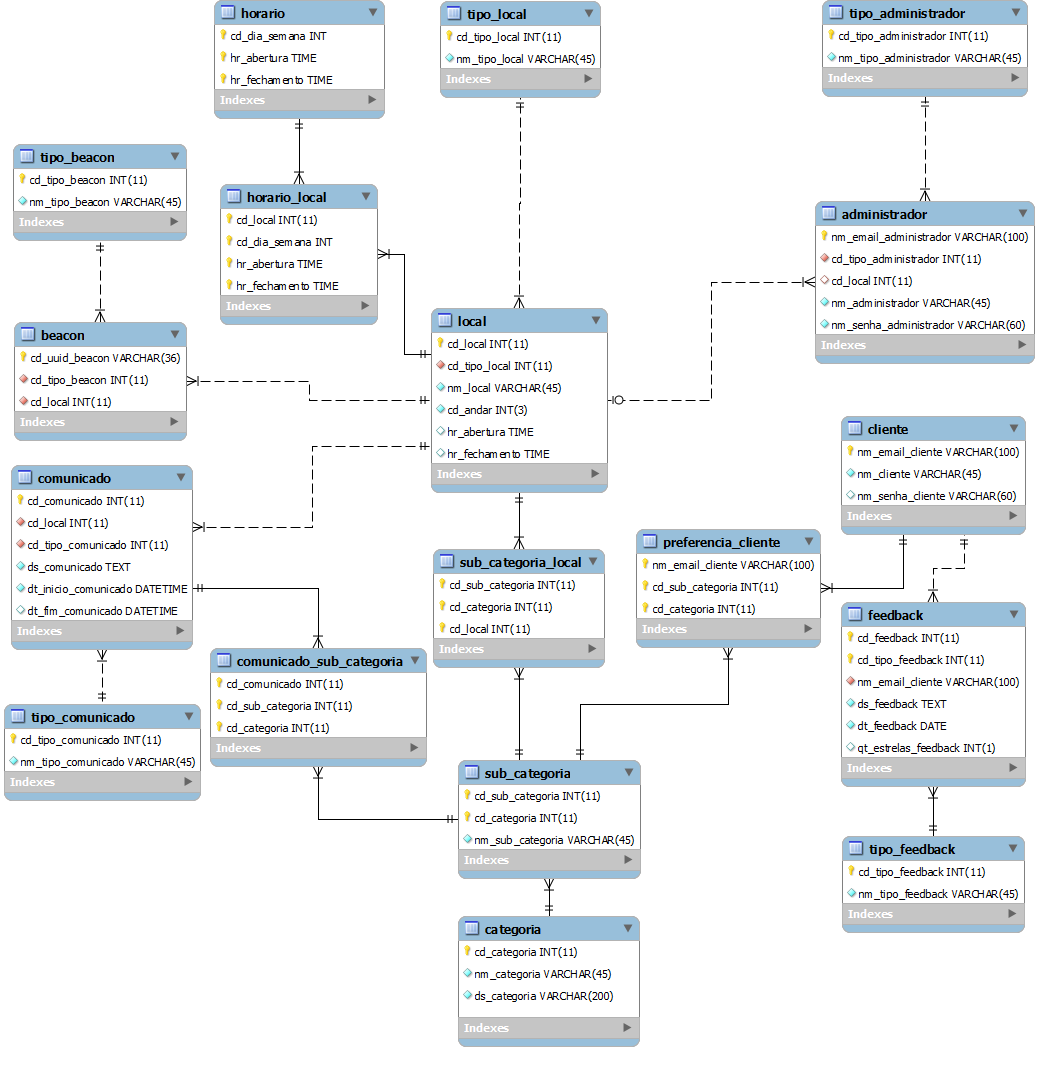 horario
cd_dia_semana INT
hr_abertura TIME
hr_fechamento TIME
Indexes
tipo_local
cd_tipo_local INT(11)
nm_tipo_local VARCHAR(45)
Indexes
tipo_administrador
cd_tipo_administrador INT(11)
nm_tipo_administrador VARCHAR(45)
Indexes
tipo_beacon
cd_tipo_beacon INT(11)
nm_tipo_beacon VARCHAR(45)
Indexes
horario_local
cd_local INT(11)
cd_dia_semana INT
hr_abertura TIME
hr_fechamento TIME
Indexes
administrador
nm_email_administrador VARCHAR(100)
cd_tipo_administrador INT(11)
cd_local INT(11)
nm_administrador VARCHAR(45)
nm_senha_administrador VARCHAR(60)
Indexes
beacon
cd_uuid_beacon VARCHAR(36)
cd_tipo_beacon INT(11)
cd_local INT(11)
Indexes
local
cd_local INT(11)
cd_tipo_local INT(11)
nm_local VARCHAR(45)
cd_andar INT(3)
hr_abertura TIME
hr_fechamento TIME
Indexes
cliente
nm_email_cliente VARCHAR(100)
nm_cliente VARCHAR(45)
nm_senha_cliente VARCHAR(60)
Indexes
comunicado
cd_comunicado INT(11)
cd_local INT(11)
cd_tipo_comunicado INT(11)
ds_comunicado TEXT
dt_inicio_comunicado DATETIME
dt_fim_comunicado DATETIME
Indexes
sub_categoria_local
cd_sub_categoria INT(11)
cd_categoria INT(11)
cd_local INT(11)
Indexes
preferencia_cliente
nm_email_cliente VARCHAR(100)
cd_sub_categoria INT(11)
cd_categoria INT(11)
Indexes
feedback
cd_feedback INT(11)
cd_tipo_feedback INT(11)
nm_email_cliente VARCHAR(100)
ds_feedback TEXT
dt_feedback DATE
qt_estrelas_feedback INT(1)
Indexes
comunicado_sub_categoria
cd_comunicado INT(11)
cd_sub_categoria INT(11)
cd_categoria INT(11)
Indexes
tipo_comunicado
cd_tipo_comunicado INT(11)
nm_tipo_comunicado VARCHAR(45)
Indexes
sub_categoria
cd_sub_categoria INT(11)
cd_categoria INT(11)
nm_sub_categoria VARCHAR(45)
Indexes
tipo_feedback
cd_tipo_feedback INT(11)
nm_tipo_feedback VARCHAR(45)
Indexes
categoria
cd_categoria INT(11)
nm_categoria VARCHAR(45)
ds_categoria VARCHAR(200)
Indexes